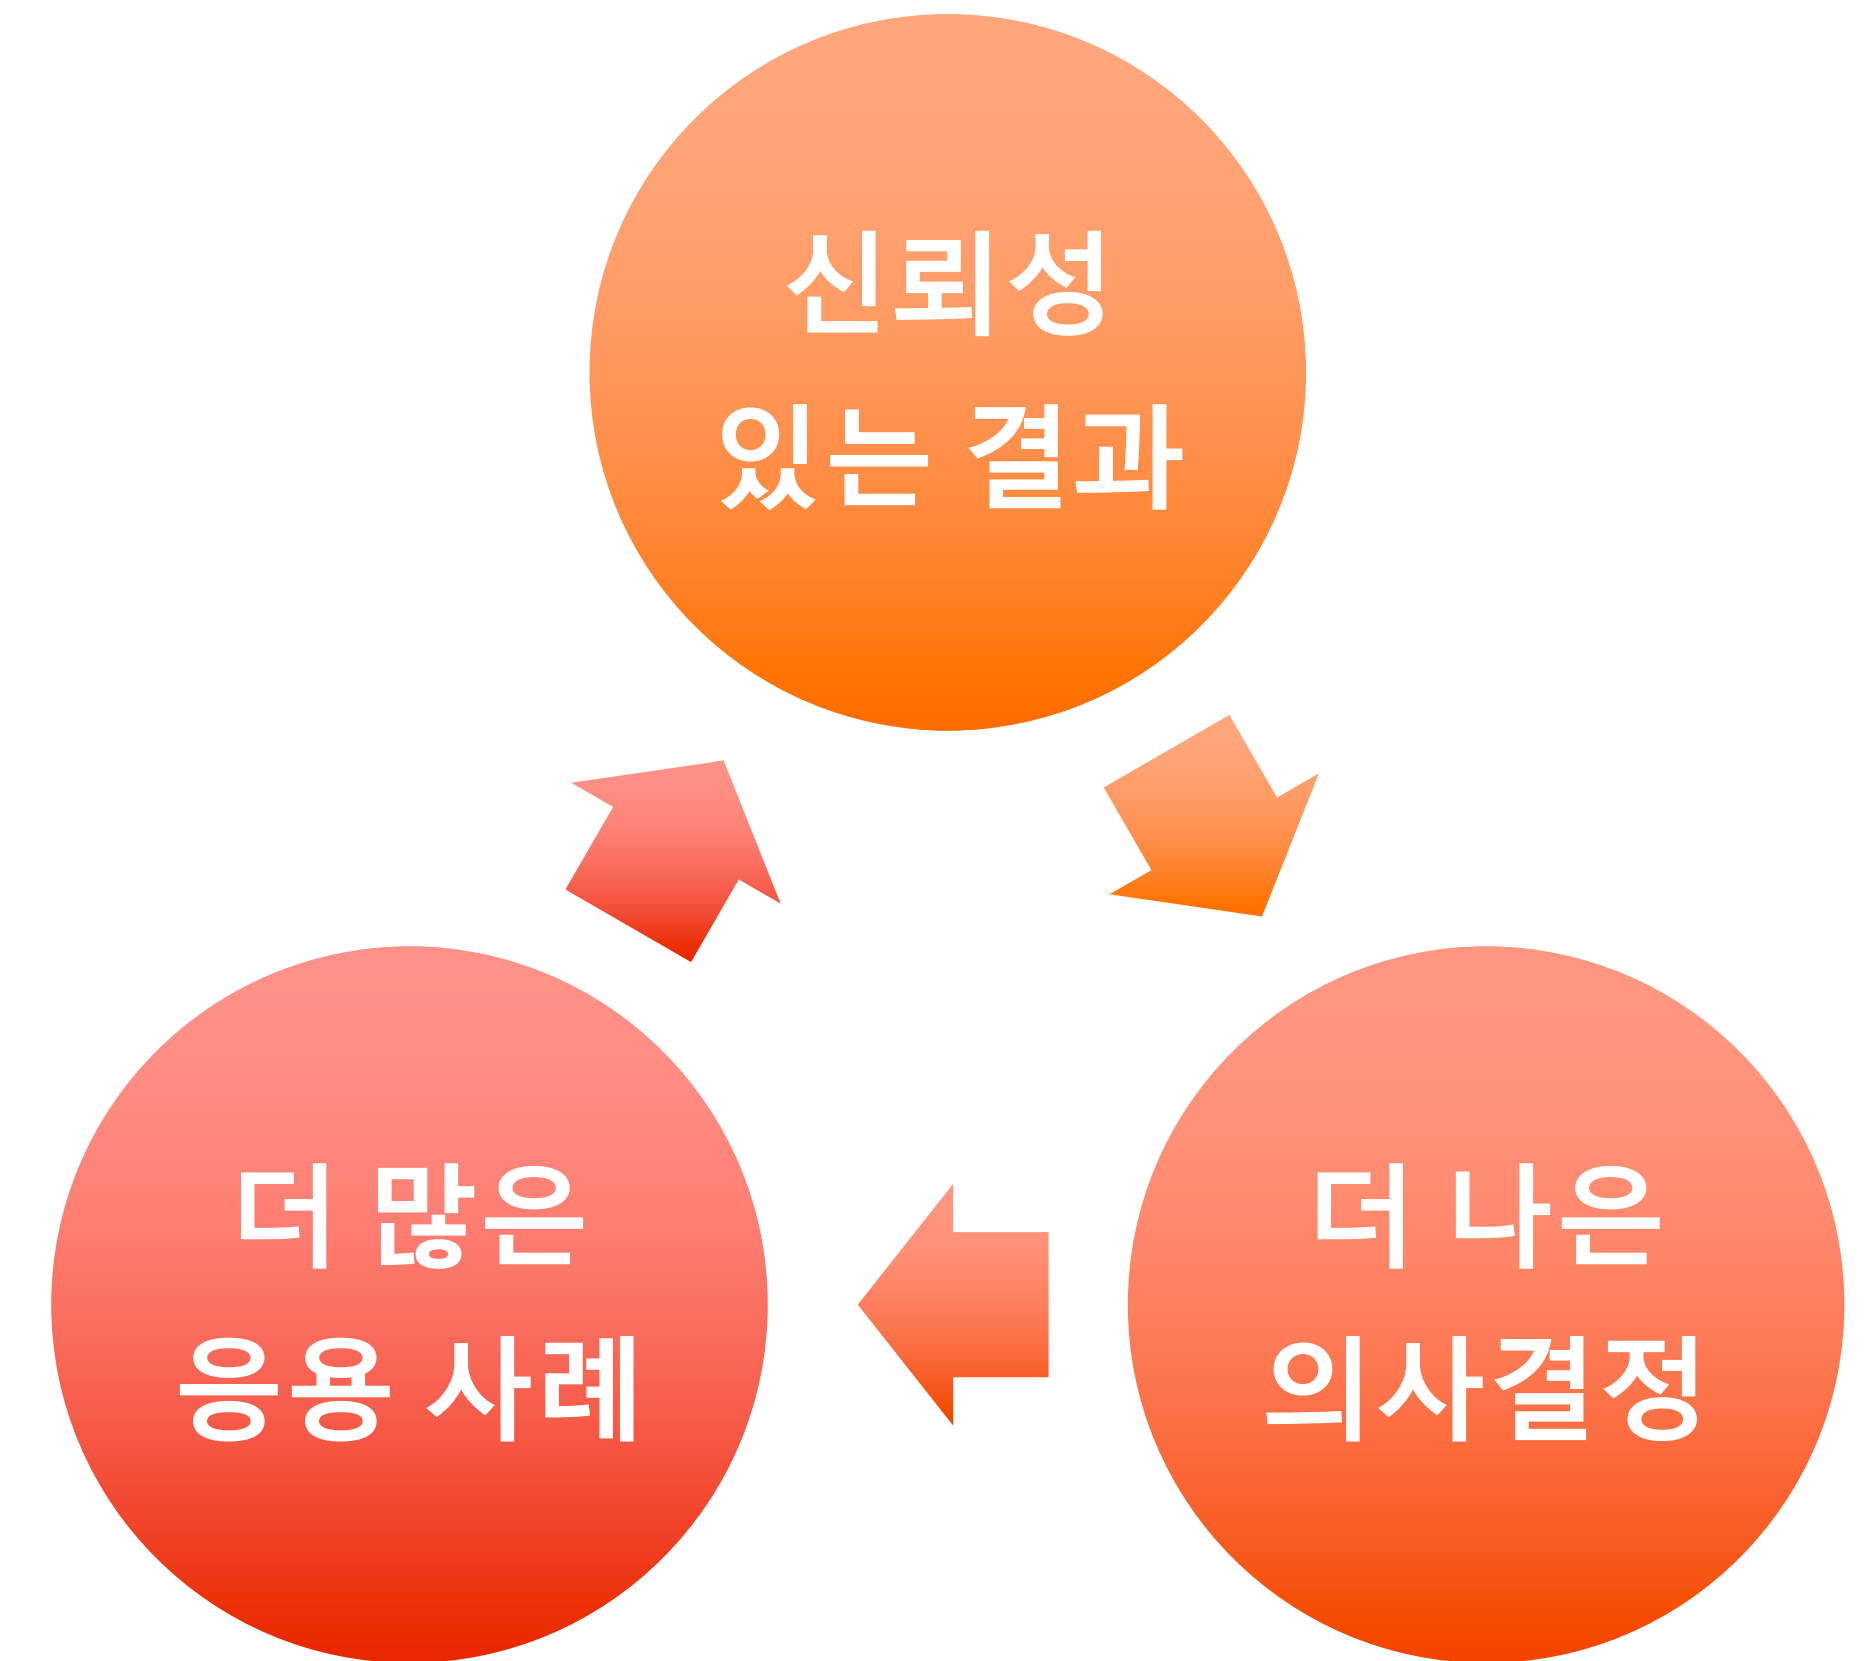 신뢰성
있는 결과
더 나은
의사결정
더 많은
응용 사례